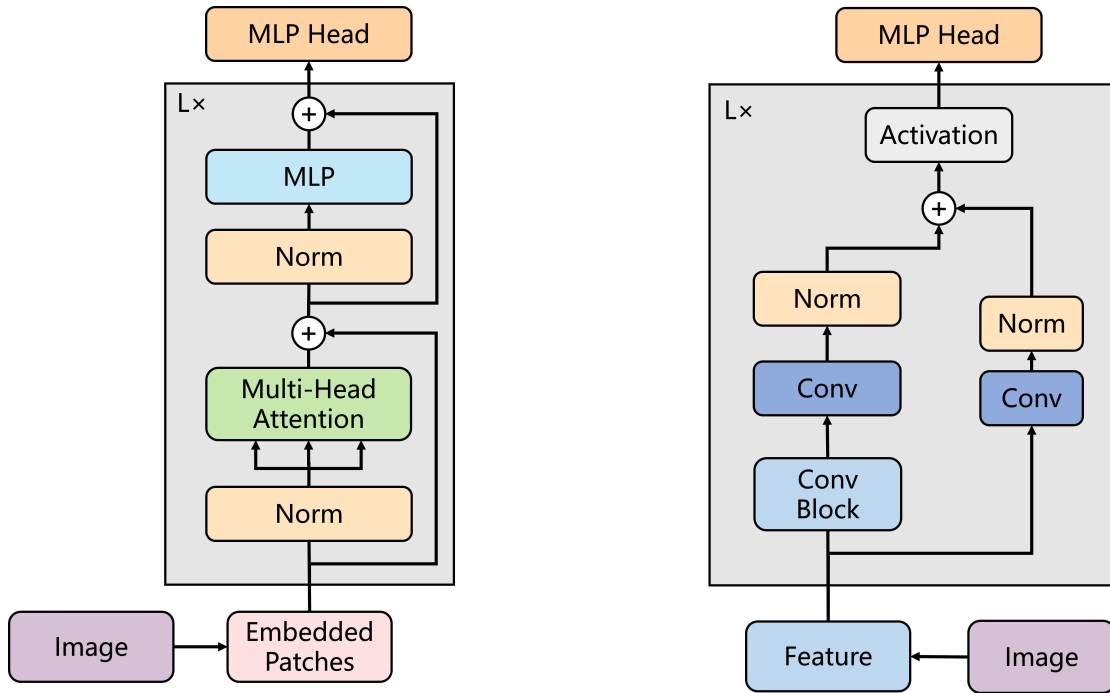 MLP Head
L×
+
MLP
Norm
+
Multi-Head
Attention
Norm
Image
Embedded
Patches
MLP Head
L×
Activation
+
Norm
Norm
Conv
Conv
Conv
Block
Feature
Image